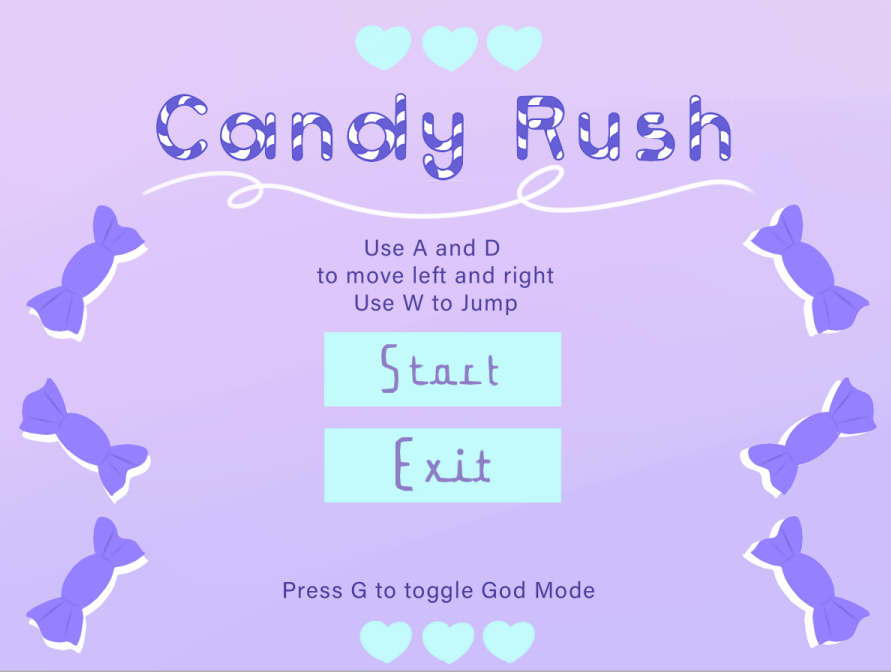 Candy Rush
Use A and D
to move left and right
Use W to Jump
Start
Exit
Press G to toggle God Mode